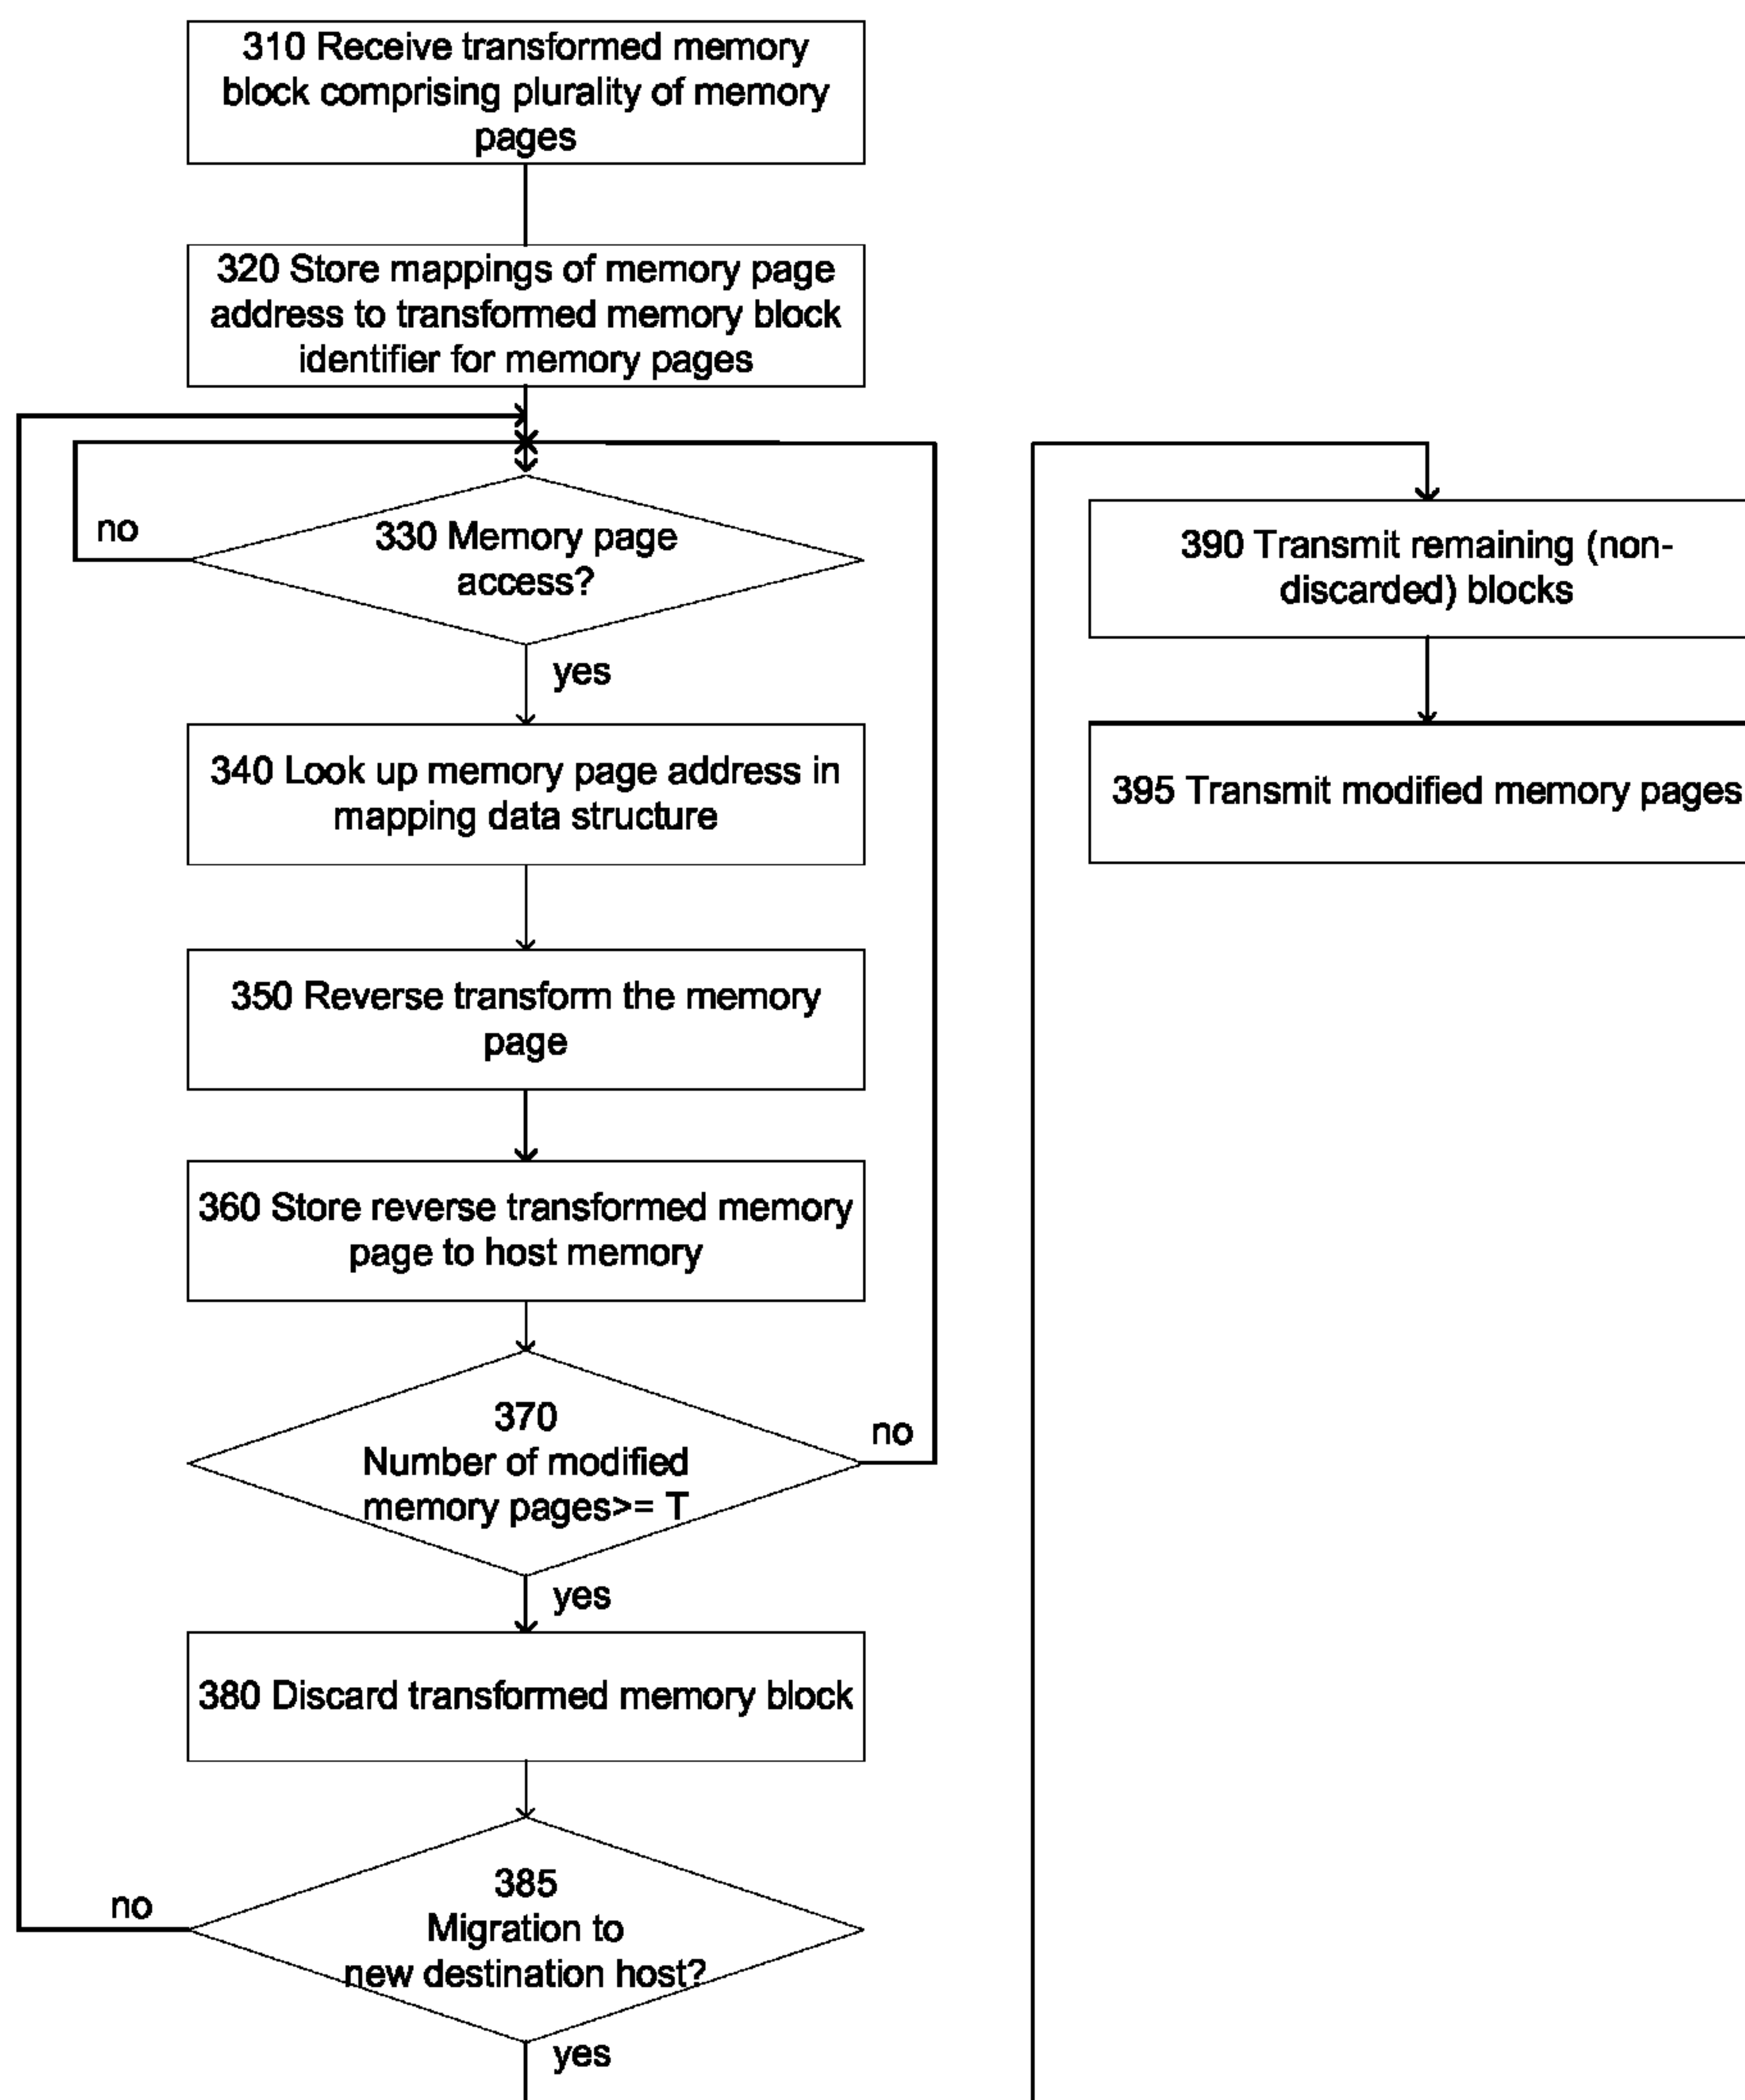 310 Receive transformed memory
block comprising plurality of memory
pages
320 Store mappings of memory page
address to transformed memory block
identifier for memory pages
no
330 Memory page
access?
yes
340 Look up memory page address in
mapping data structure
350 Reverse transform the memory
page
360 Store reverse transformed memory
page to host memory
370
Number of modified
memory pages>= T
no
yes
380 Discard transformed memory block
385
Migration to
new destination host?
no
yes
390 Transmit remaining (non-
discarded) blocks
395 Transmit modified memory pages